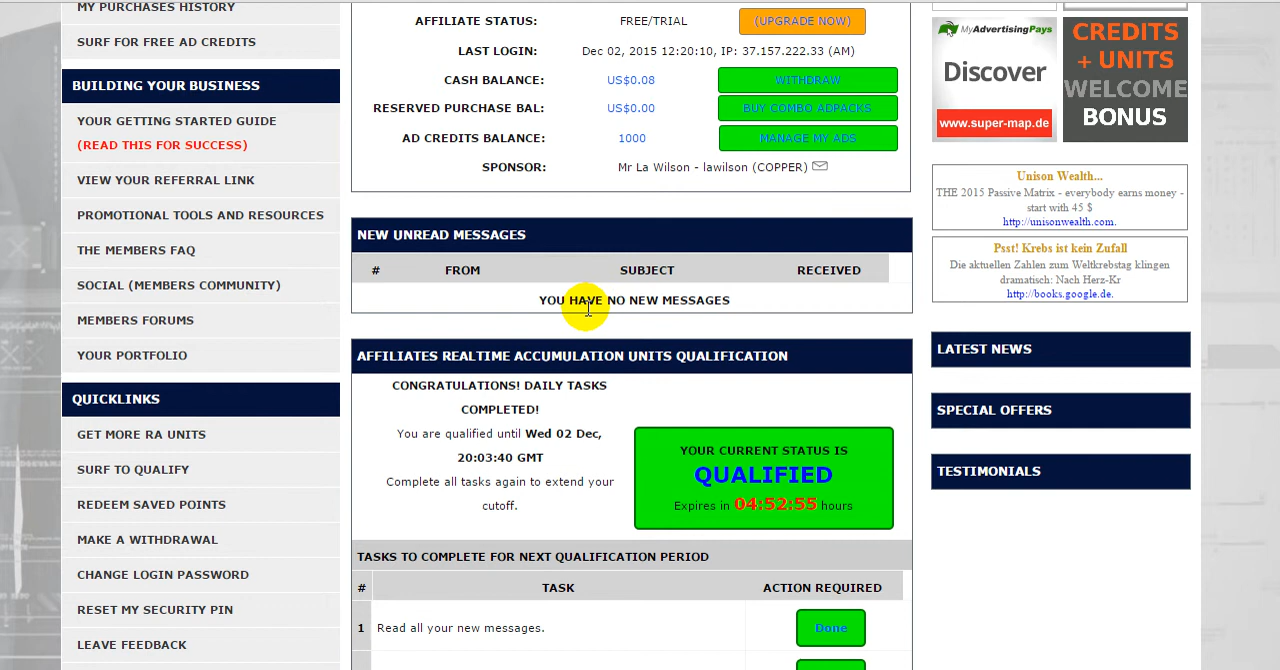 MY PURCHASES HISTORY
SURF FOR FREE AD CREDITS
BUILDING YOUR BUSINESS
YOUR GETTING STARTED GUIDE
(READ THIS FOR SUCCESS)
VIEW YOUR REFERRAL LINK
PROMOTIONAL TOOLS AND RESOURCES
THE MEMBERS FAQ
SOCIAL (MEMBERS COMMUNITY)
MEMBERS FORUMS
YOUR PORTFOLIO
QUICKLINKS
GET MORE RA UNITS
SURF TO QUALIFY
REDEEM SAVED POINTS
MAKE A WITHDRAWAL
CHANGE LOGIN PASSWORD
RESET MY SECURITY PIN
LEAVE FEEDBACK
AFFILIATE STATUS: FREE/TRIAL (UPGRADE NOW)
LAST LOGIN: Dec 02, 2015 12:20:10, IP: 37.157.222.33 (AM)
CASH BALANCE: US$0.08 WITHDRAW
RESERVED PURCHASE BAL: US$0.00 BUY COMBO ADPACKS
AD CREDITS BALANCE: 1000 MANAGE MY ADS
SPONSOR: Mr La Wilson - lawilson (COPPER)
NEW UNREAD MESSAGES
# FROM SUBJECT RECEIVED
YOU HAVE NO NEW MESSAGES
AFFILIATES REALTIME ACCUMULATION UNITS QUALIFICATION
CONGRATULATIONS! DAILY TASKS
COMPLETED!
You are qualified until Wed 02 Dec,
20:03:40 GMT
Complete all tasks again to extend your
cutoff.
YOUR CURRENT STATUS IS
QUALIFIED
Expires in 04:52:55 hours
TASKS TO COMPLETE FOR NEXT QUALIFICATION PERIOD
# TASK ACTION REQUIRED
1 Read all your new messages. Done
MyAdvertisingPays
Discover
www.super-map.de
CREDITS
+ UNITS
WELCOME
BONUS
Unison Wealth...
THE 2015 Passive Matrix - everybody earns money -
start with 45 $
http://unisonwealth.com.
Psst! Krebs ist kein Zufall
Die aktuellen Zahlen zum Weltkrebstag klingen
dramatisch: Nach Herz-Kr
http://books.google.de.
LATEST NEWS
SPECIAL OFFERS
TESTIMONIALS